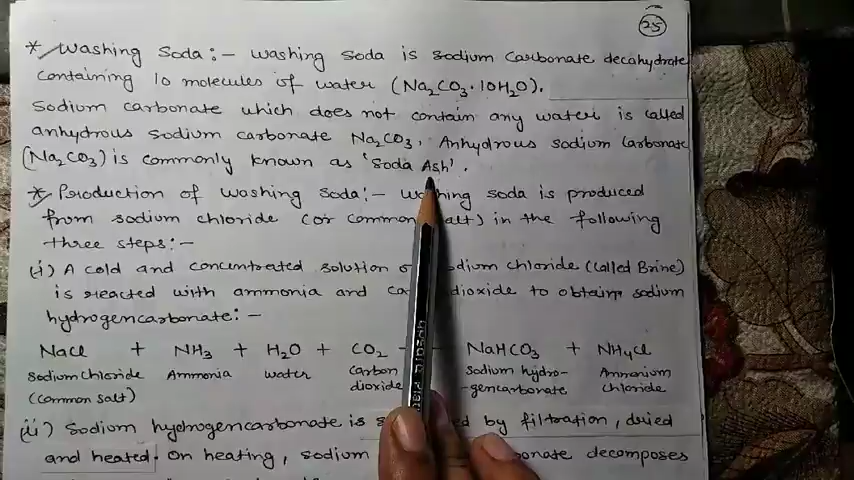 25
* Washing Soda:- Washing soda is sodium carbonate decahydrate
containing 10 molecules of water (Na₂CO₃·10H₂O).
Sodium carbonate which does not contain any water is called
anhydrous sodium carbonate Na₂CO₃. Anhydrous sodium carbonate
(Na₂CO₃) is commonly known as 'Soda Ash'.
* Production of washing soda:- washing soda is produced
from sodium chloride (or common salt) in the following
three steps:-
(i) A cold and concentrated solution sodium chloride (called Brine)
is reacted with ammonia and dioxide to obtain sodium
hydrogencarbonate:-
NaCl + NH₃ + H₂O + CO₂ NaHCO₃ + NH₄Cl
Sodium chloride Ammonia water carbon sodium hydro- Ammonium
(common salt) dioxide -gencarbonate chloride
(ii) Sodium hydrogencarbonate is by filtration, dried
and heated. On heating, sodium decomposes